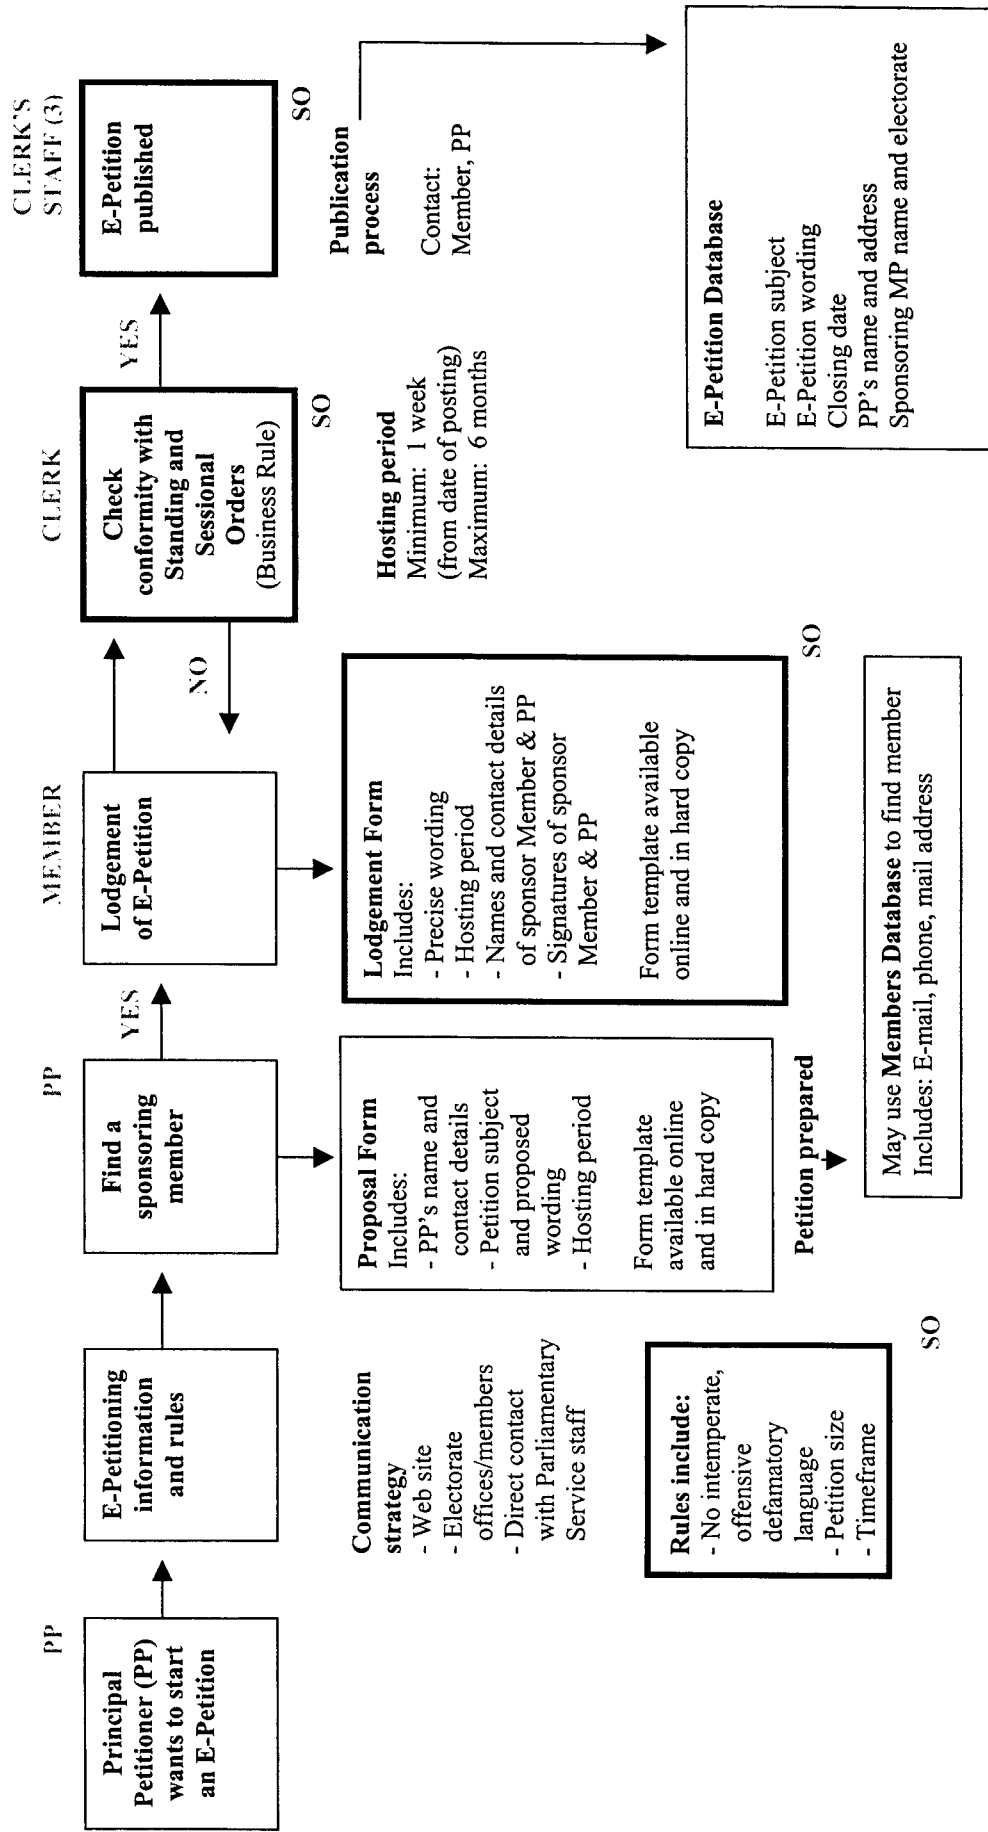 PP
Principal
Petitioner (PP)
wants to start
an E-Petition
E-Petitioning
information
and rules
Communication
strategy
- Web site
- Electorate
offices/members
- Direct contact
with Parliamentary
Service staff
Rules include:
- No intemperate,
offensive
defamatory
language
- Petition size
- Timeframe
SO
PP
Find a
sponsoring
member
YES
Proposal Form
Includes:
- PP's name and
contact details
- Petition subject
and proposed
wording
- Hosting period
Form template
available online
and in hard copy
Petition prepared
May use Members Database to find member
Includes: E-mail, phone, mail address
MEMBER
Lodgement
of E-Petition
NO
Lodgement Form
Includes:
- Precise wording
- Hosting period
- Names and contact details
of sponsor Member & PP
- Signatures of sponsor
Member & PP
Form template available
online and in hard copy
SO
CLERK
Check
conformity with
Standing and
Sessional
Orders
(Business Rule)
SO
YES
Hosting period
Minimum: 1 week
(from date of posting)
Maximum: 6 months
CLERK'S
STAFF (3)
E-Petition
published
SO
Publication
process
Contact:
Member, PP
E-Petition Database
E-Petition subject
E-Petition wording
Closing date
PP's name and address
Sponsoring MP name and electorate